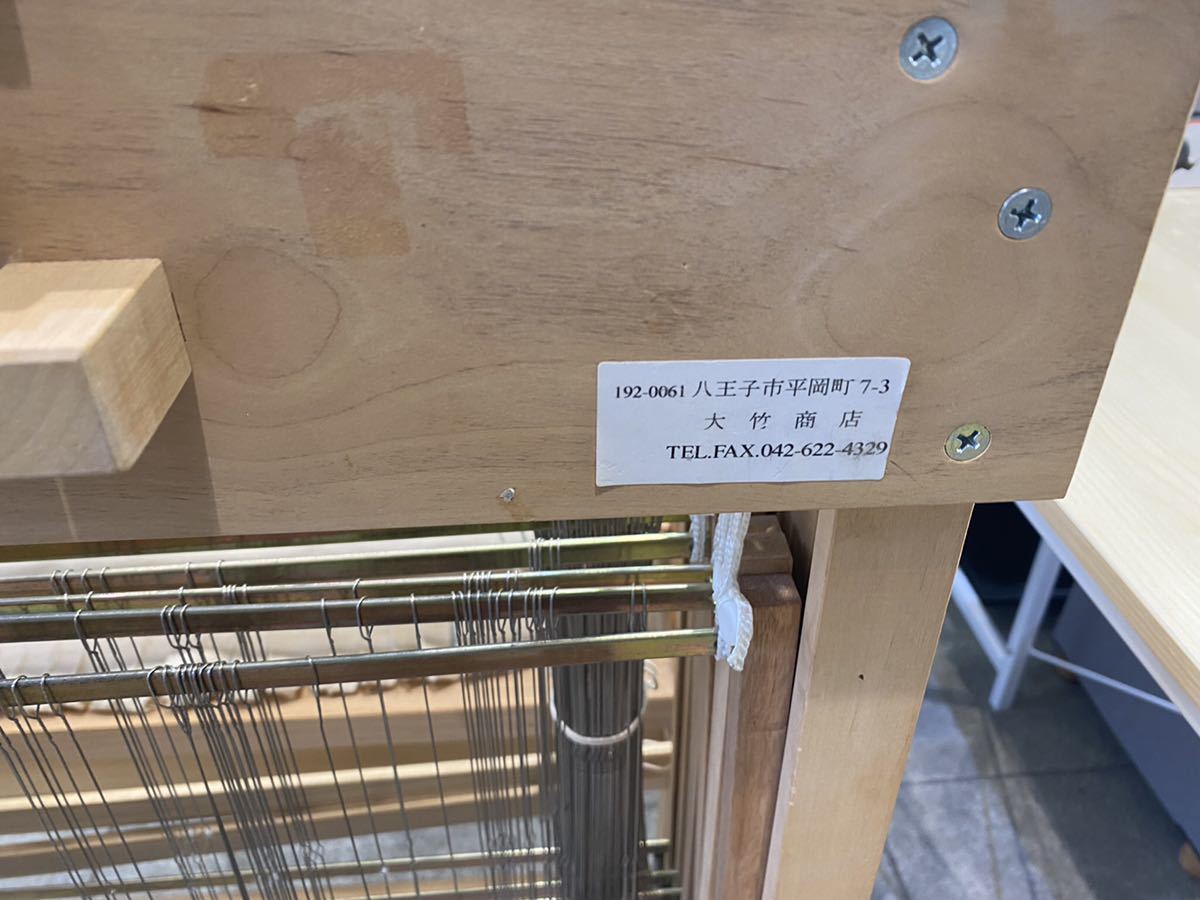 192-0061 八王子市平岡町 7-3
大 竹 商 店
TEL.FAX.042-622-4329